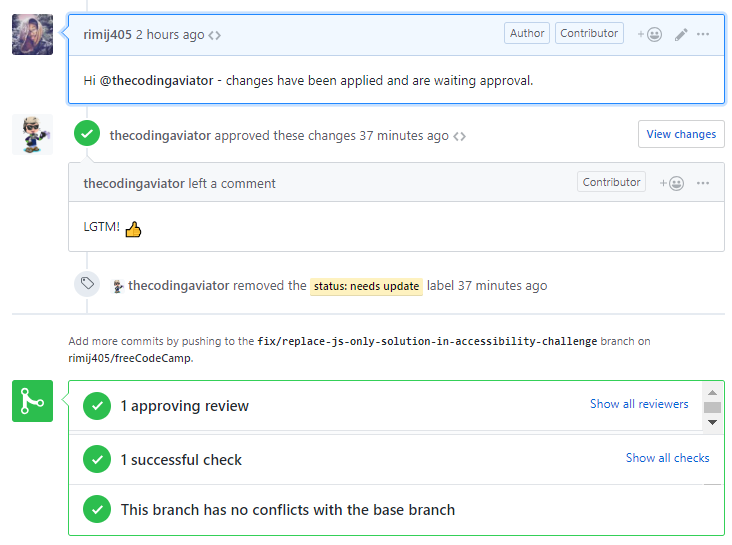 rimij405 2 hours ago Author Contributor
Hi @thecodingaviator - changes have been applied and are waiting approval.
thecodingaviator approved these changes 37 minutes ago View changes
thecodingaviator left a comment Contributor
LGTM! 👍
thecodingaviator removed the status: needs update label 37 minutes ago
Add more commits by pushing to the fix/replace-js-only-solution-in-accessibility-challenge branch on
rimij405/freeCodeCamp.
1 approving review Show all reviewers
1 successful check Show all checks
This branch has no conflicts with the base branch